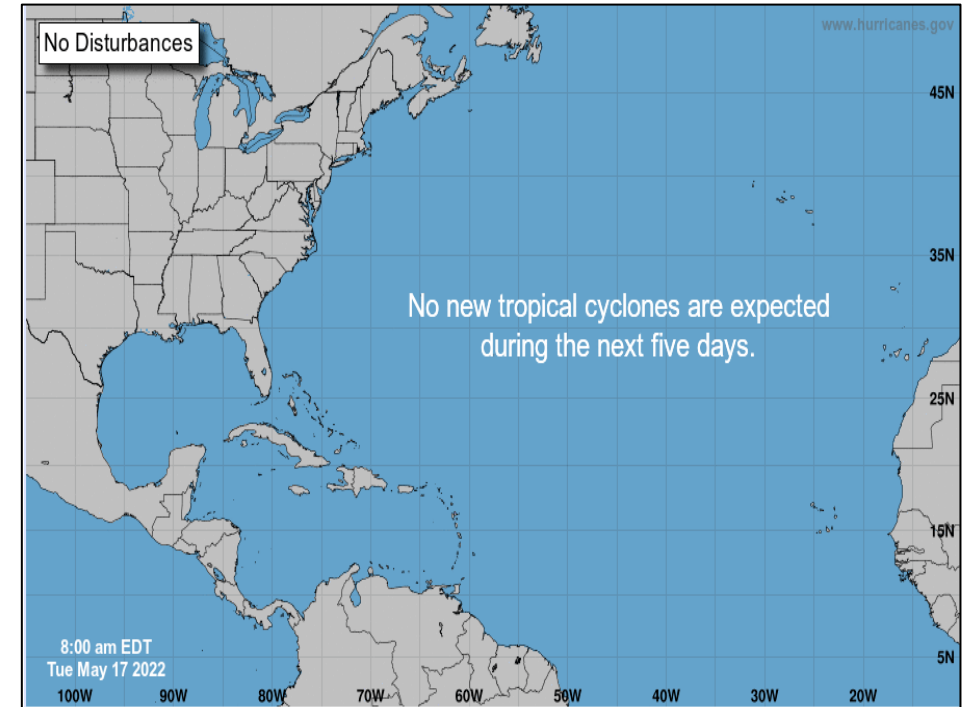 www.hurricanes.gov
No Disturbances
45N
35N
No new tropical cyclones are expected
during the next five days.
25N
15N
8:00 am EDT
Tue May 17 2022
5N
100W 90W 80W 70W 60W 50W 40W 30W 20W